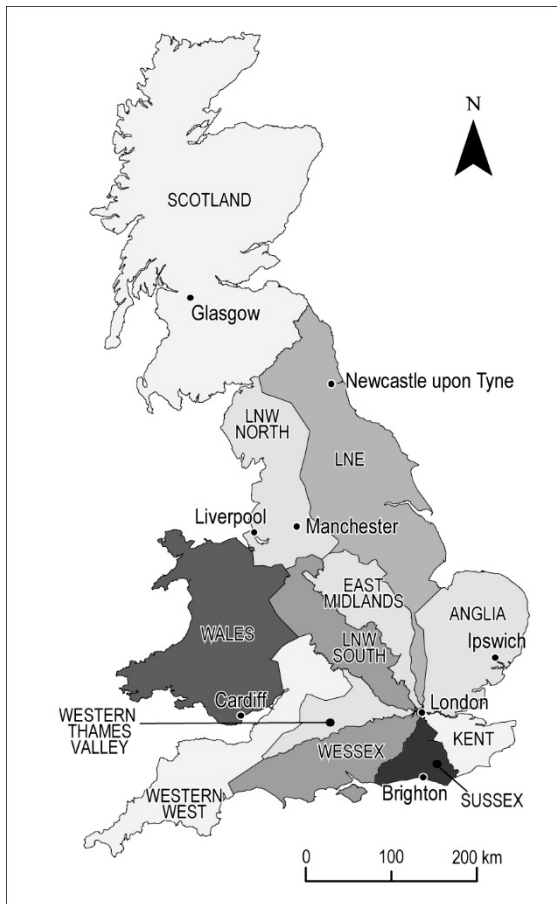 N
SCOTLAND
Glasgow
Newcastle upon Tyne
LNW
NORTH
LNE
Liverpool
Manchester
EAST
MIDLANDS
ANGLIA
WALES
LNW
SOUTH
Ipswich
Cardiff
London
WESTERN
THAMES
VALLEY
WESSEX
KENT
WESTERN
WEST
Brighton
SUSSEX
0 100 200 km